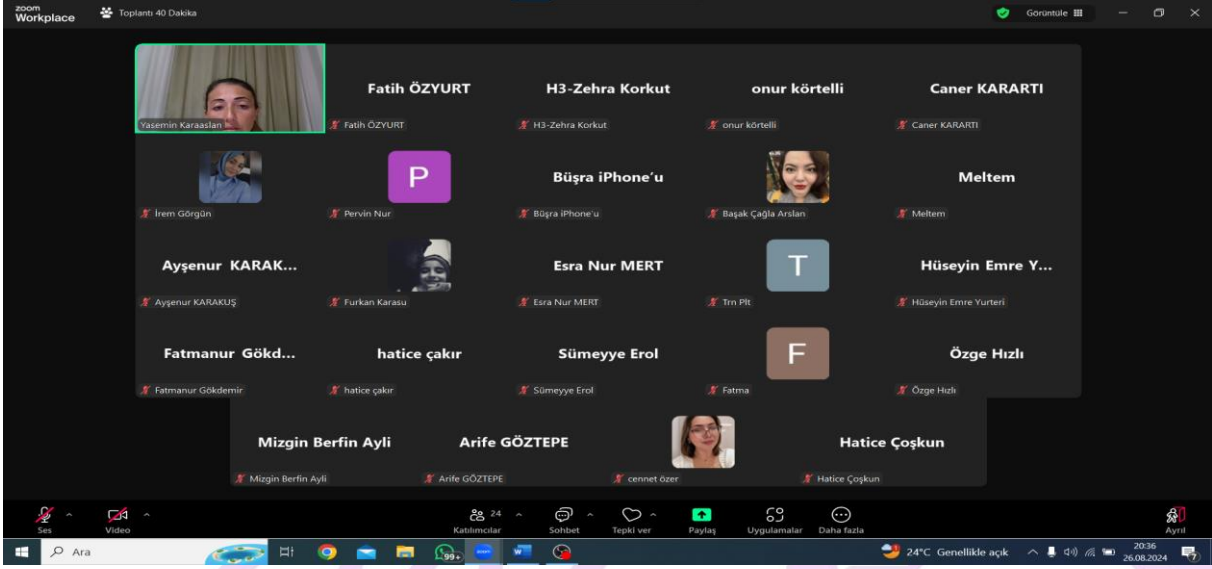 zoom
Workplace
Toplantı 40 Dakika
Görüntüle
Yasemin Karaaslan
Fatih ÖZYURT
Fatih ÖZYURT
H3-Zehra Korkut
H3-Zehra Korkut
onur körtelli
onur körtelli
Caner KARARTI
Caner KARARTI
İrem Görgün
P
Pervin Nur
Büşra iPhone'u
Büşra iPhone'u
Başak Çağla Arslan
Meltem
Meltem
Ayşenur KARAK...
Ayşenur KARAKUŞ
Furkan Karasu
Esra Nur MERT
Esra Nur MERT
T
Trn Plt
Hüseyin Emre Y...
Hüseyin Emre Yurteri
Fatmanur Gökd...
Fatmanur Gökdemir
hatice çakır
hatice çakır
Sümeyye Erol
Sümeyye Erol
F
Fatma
Özge Hızlı
Özge Hızlı
Mizgin Berfin Ayli
Mizgin Berfin Ayli
Arife GÖZTEPE
Arife GÖZTEPE
cennet özer
Hatice Çoşkun
Hatice Çoşkun
Ses
Video
24
Katılımcılar
Sohbet
Tepki ver
Paylaş
Uygulamalar
Daha fazla
Ayrıl
Ara
99+
24°C Genellikle açık
20:36
26.08.2024